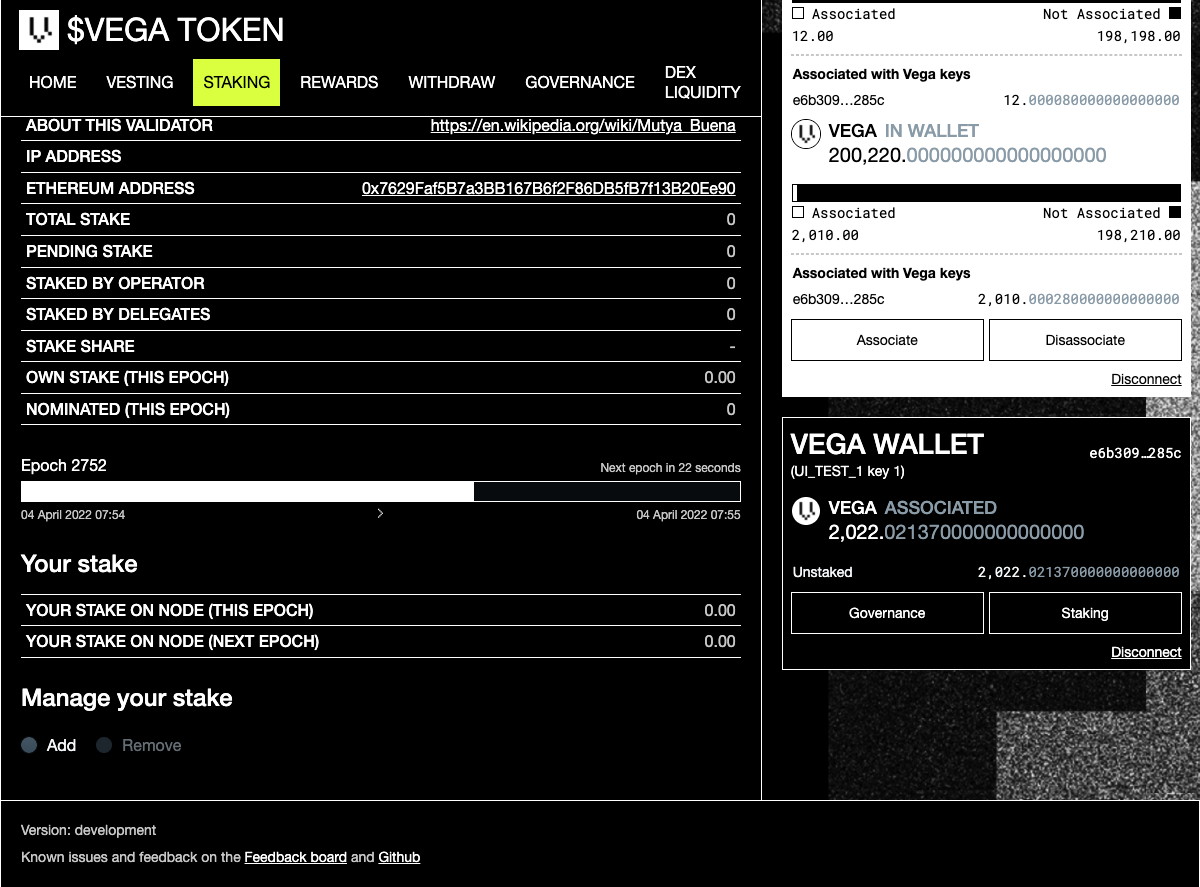 $VEGA TOKEN
HOME VESTING STAKING REWARDS WITHDRAW GOVERNANCE DEX LIQUIDITY
ABOUT THIS VALIDATOR https://en.wikipedia.org/wiki/Mutya_Buena
IP ADDRESS
ETHEREUM ADDRESS 0x7629Faf5B7a3BB167B6f2F86DB5fB7f13B20Ee90
TOTAL STAKE 0
PENDING STAKE 0
STAKED BY OPERATOR 0
STAKED BY DELEGATES 0
STAKE SHARE -
OWN STAKE (THIS EPOCH) 0.00
NOMINATED (THIS EPOCH) 0
Epoch 2752 Next epoch in 22 seconds
04 April 2022 07:54 04 April 2022 07:55
Your stake
YOUR STAKE ON NODE (THIS EPOCH) 0.00
YOUR STAKE ON NODE (NEXT EPOCH) 0.00
Manage your stake
Add Remove
Associated Not Associated
12.00 198,198.00
Associated with Vega keys
e6b309…285c 12.000080000000000000
VEGA IN WALLET
200,220.000000000000000000
Associated Not Associated
2,010.00 198,210.00
Associated with Vega keys
e6b309…285c 2,010.000280000000000000
Associate Disassociate
Disconnect
VEGA WALLET e6b309…285c
(UI_TEST_1 key 1)
VEGA ASSOCIATED
2,022.021370000000000000
Unstaked 2,022.021370000000000000
Governance Staking
Disconnect
Version: development
Known issues and feedback on the Feedback board and Github